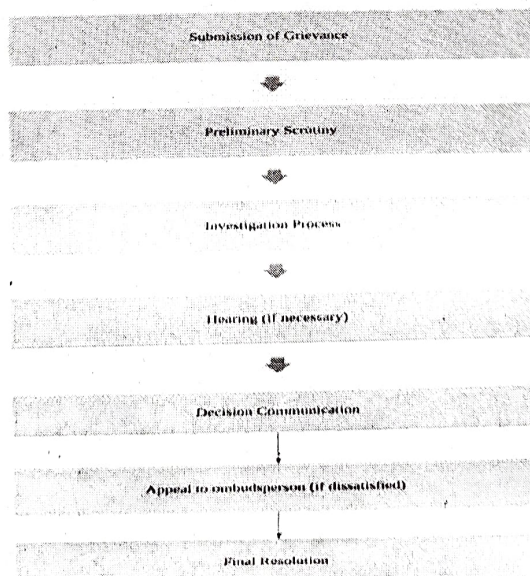 Submission of Grievance
Preliminary Scrutiny
Investigation Process
Hearing (if necessary)
Decision Communication
Appeal to ombudsperson (if dissatisfied)
Final Resolution